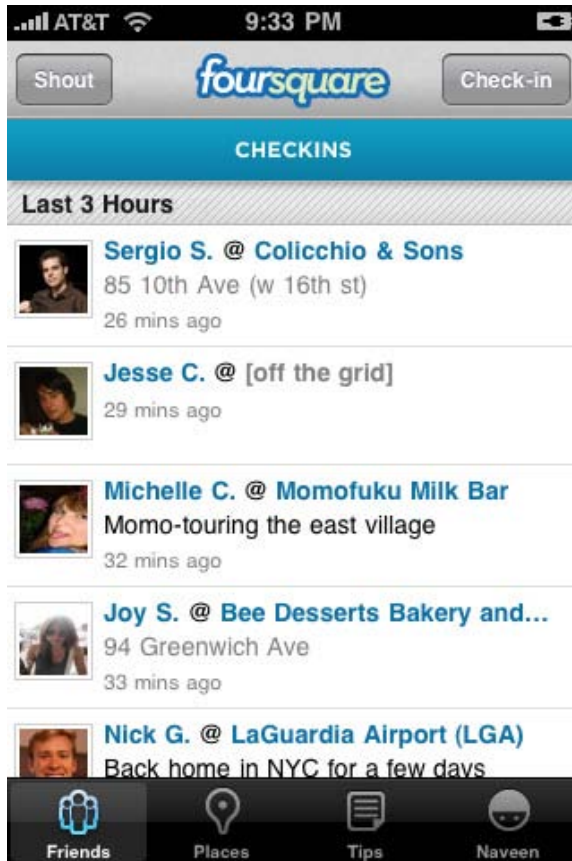 AT&T 9:33 PM
Shout foursquare Check-in
CHECKINS
Last 3 Hours
Sergio S. @ Colicchio & Sons
85 10th Ave (w 16th st)
26 mins ago
Jesse C. @ [off the grid]
29 mins ago
Michelle C. @ Momofuku Milk Bar
Momo-touring the east village
32 mins ago
Joy S. @ Bee Desserts Bakery and...
94 Greenwich Ave
33 mins ago
Nick G. @ LaGuardia Airport (LGA)
Back home in NYC for a few days
Friends Places Tips Naveen